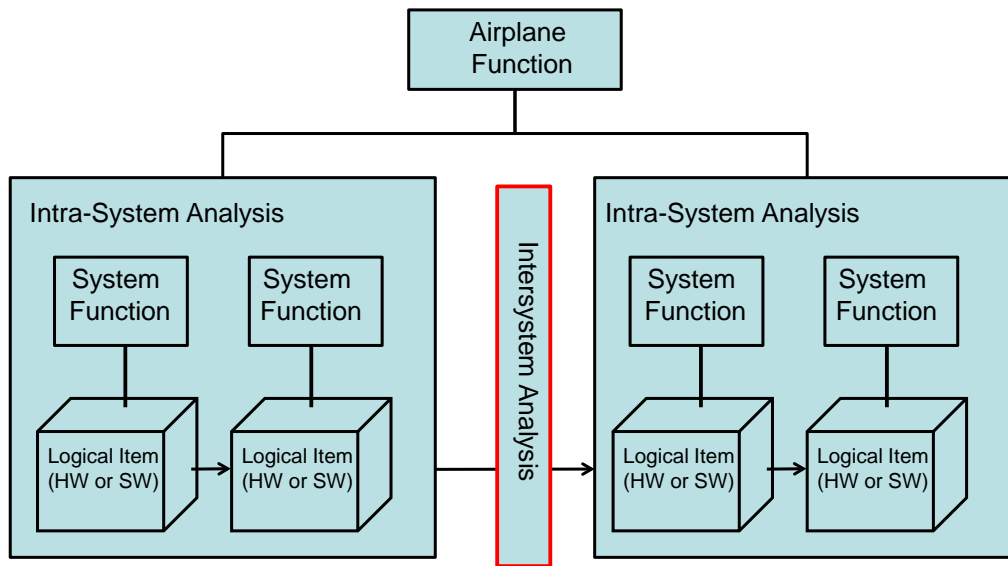 Airplane
Function
Intra-System Analysis
System
Function
System
Function
Logical Item
(HW or SW)
Logical Item
(HW or SW)
Intersystem Analysis
Intra-System Analysis
System
Function
System
Function
Logical Item
(HW or SW)
Logical Item
(HW or SW)